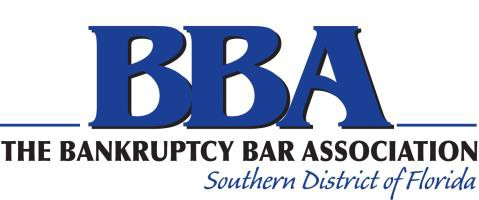 BBA
THE BANKRUPTCY BAR ASSOCIATION
Southern District of Florida